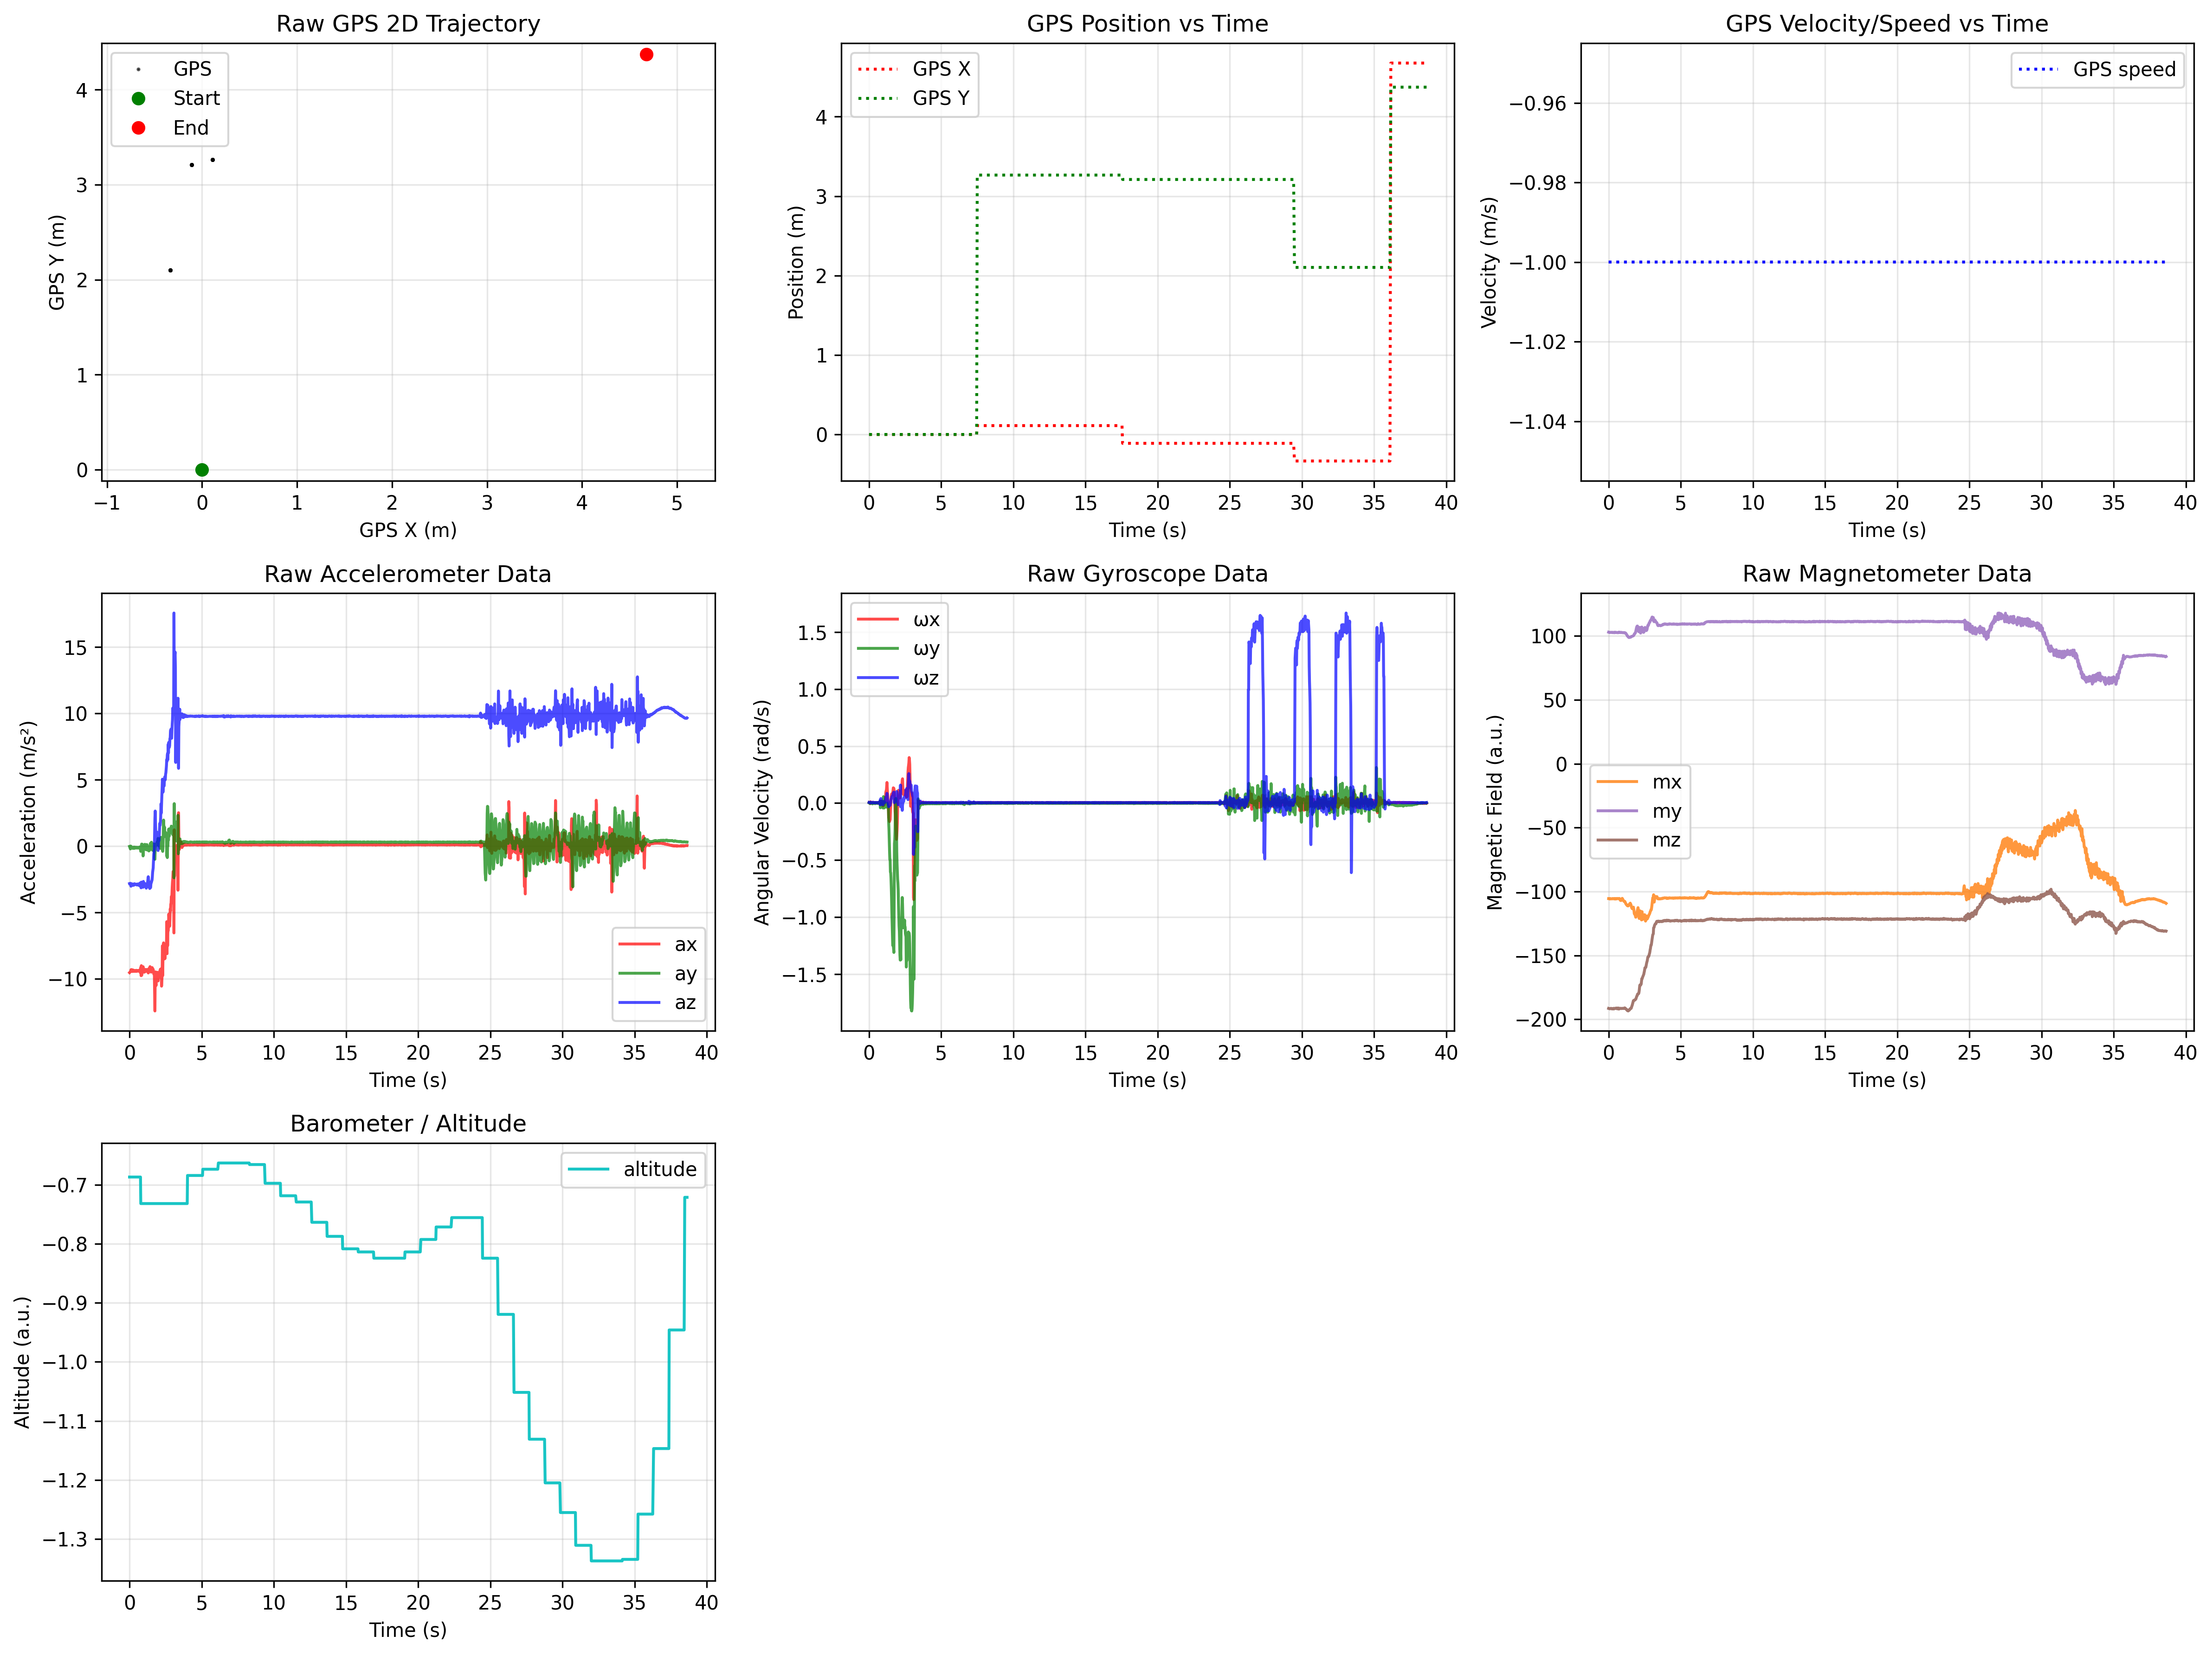 Raw GPS 2D Trajectory
GPS Y (m)
4
3
2
1
0
GPS
Start
End
−1 0 1 2 3 4 5
GPS X (m)
GPS Position vs Time
Position (m)
4
3
2
1
0
GPS X
GPS Y
0 5 10 15 20 25 30 35 40
Time (s)
GPS Velocity/Speed vs Time
Velocity (m/s)
−0.96
−0.98
−1.00
−1.02
−1.04
GPS speed
0 5 10 15 20 25 30 35 40
Time (s)
Raw Accelerometer Data
Acceleration (m/s²)
15
10
5
0
−5
−10
ax
ay
az
0 5 10 15 20 25 30 35 40
Time (s)
Raw Gyroscope Data
Angular Velocity (rad/s)
1.5
1.0
0.5
0.0
−0.5
−1.0
−1.5
ωx
ωy
ωz
0 5 10 15 20 25 30 35 40
Time (s)
Raw Magnetometer Data
Magnetic Field (a.u.)
100
50
0
−50
−100
−150
−200
mx
my
mz
0 5 10 15 20 25 30 35 40
Time (s)
Barometer / Altitude
Altitude (a.u.)
−0.7
−0.8
−0.9
−1.0
−1.1
−1.2
−1.3
altitude
0 5 10 15 20 25 30 35 40
Time (s)